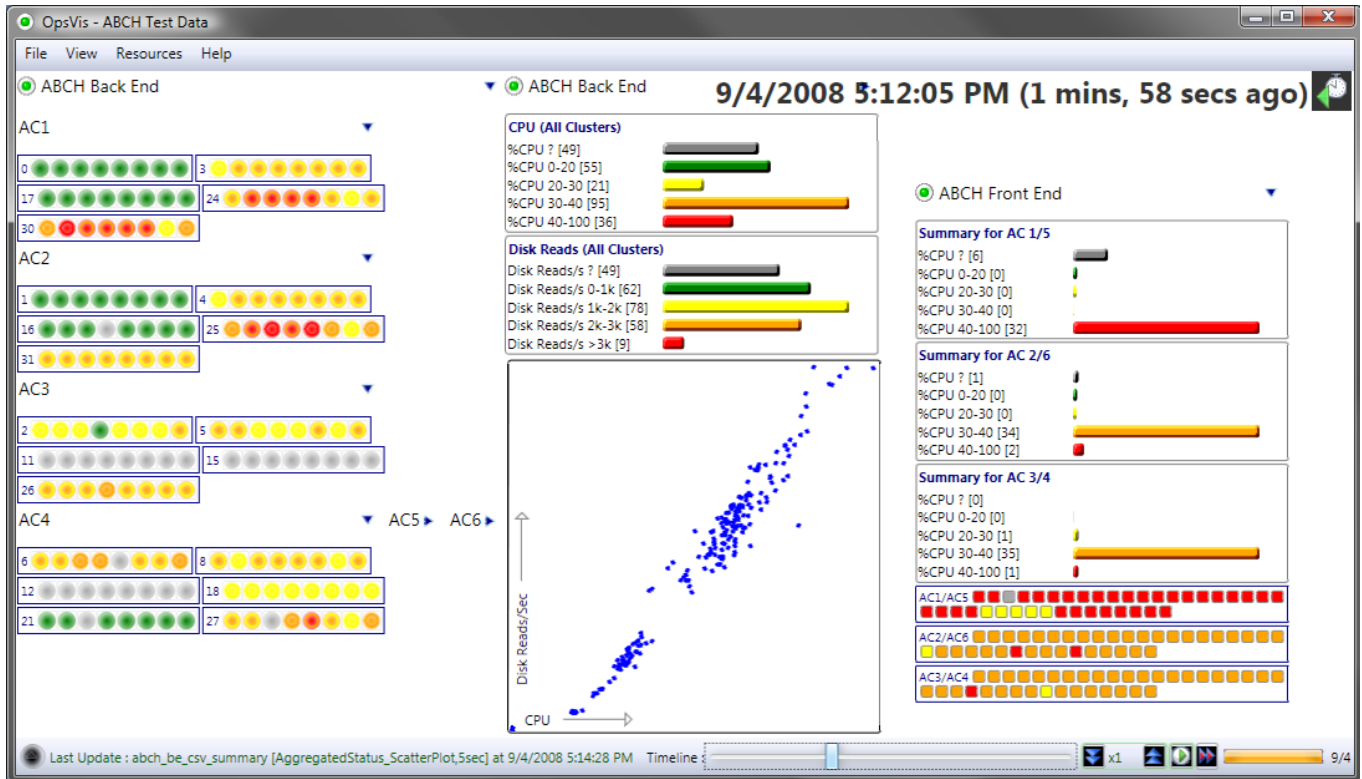 OpsVis - ABCH Test Data
File View Resources Help
ABCH Back End
AC1
0 3
17 24
30
AC2
1 4
16 25
31
AC3
2 5
11 15
26
AC4 AC5 AC6
6 8
12 18
21 27
ABCH Back End
9/4/2008 5:12:05 PM (1 mins, 58 secs ago)
CPU (All Clusters)
%CPU ? [49]
%CPU 0-20 [55]
%CPU 20-30 [21]
%CPU 30-40 [95]
%CPU 40-100 [36]
Disk Reads (All Clusters)
Disk Reads/s ? [49]
Disk Reads/s 0-1k [62]
Disk Reads/s 1k-2k [78]
Disk Reads/s 2k-3k [58]
Disk Reads/s >3k [9]
Disk Reads/Sec
CPU
ABCH Front End
Summary for AC 1/5
%CPU ? [6]
%CPU 0-20 [0]
%CPU 20-30 [0]
%CPU 30-40 [0]
%CPU 40-100 [32]
Summary for AC 2/6
%CPU ? [1]
%CPU 0-20 [0]
%CPU 20-30 [0]
%CPU 30-40 [34]
%CPU 40-100 [2]
Summary for AC 3/4
%CPU ? [0]
%CPU 0-20 [0]
%CPU 20-30 [1]
%CPU 30-40 [35]
%CPU 40-100 [1]
AC1/AC5
AC2/AC6
AC3/AC4
Last Update : abch_be_csv_summary [AggregatedStatus_ScatterPlot,5sec] at 9/4/2008 5:14:28 PM Timeline : x1 9/4